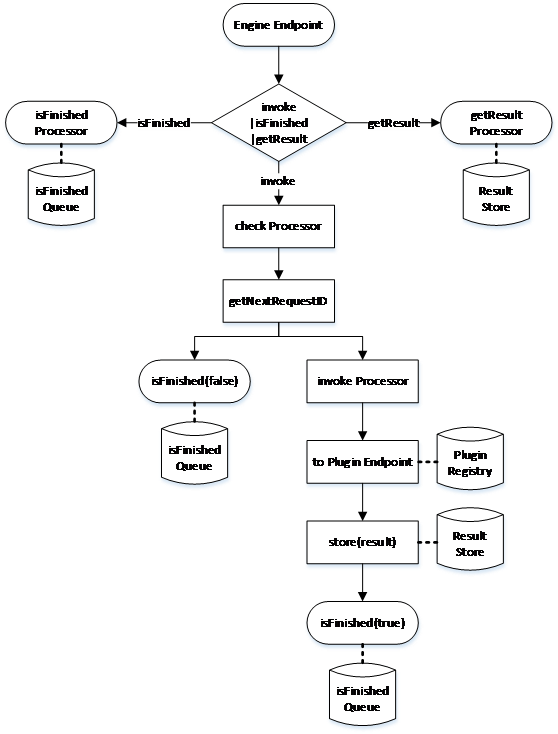 Engine Endpoint
invoke
|isFinished
|getResult
isFinished
Processor
isFinished
getResult
getResult
Processor
isFinished
Queue
Result
Store
invoke
check Processor
getNextRequestID
isFinished(false)
invoke Processor
isFinished
Queue
to Plugin Endpoint
Plugin
Registry
store(result)
Result
Store
isFinished(true)
isFinished
Queue